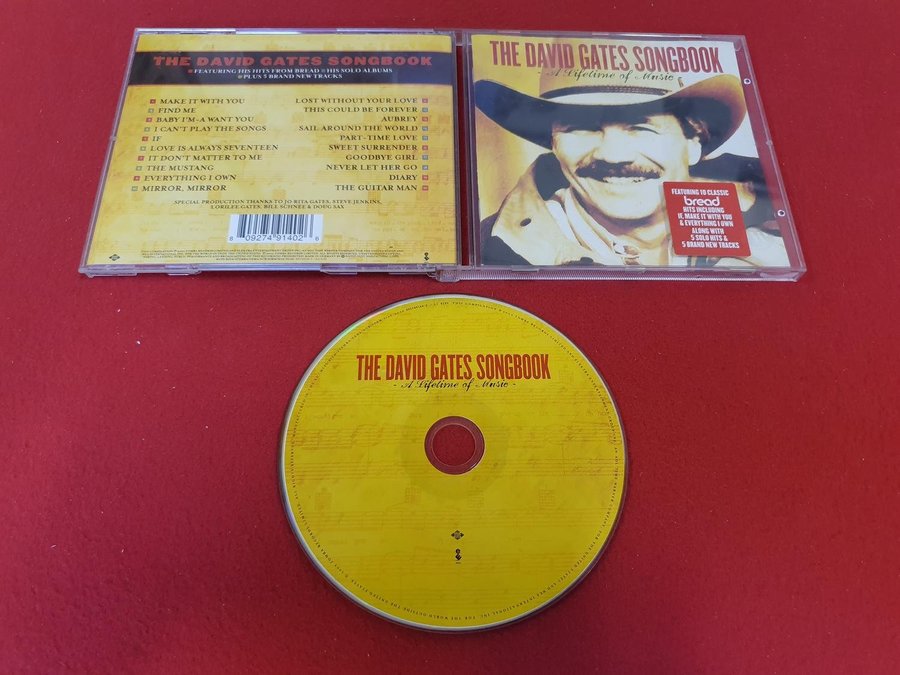 THE DAVID GATES SONGBOOK
FEATURING HIS HITS FROM BREAD HIS SOLO ALBUMS
PLUS 5 BRAND NEW TRACKS
MAKE IT WITH YOU
FIND ME
BABY I'M-A WANT YOU
I CAN'T PLAY THE SONGS
IF
LOVE IS ALWAYS SEVENTEEN
IT DON'T MATTER TO ME
THE MUSTANG
EVERYTHING I OWN
MIRROR, MIRROR
LOST WITHOUT YOUR LOVE
THIS COULD BE FOREVER
AUBREY
SAIL AROUND THE WORLD
PART-TIME LOVE
SWEET SURRENDER
GOODBYE GIRL
NEVER LET HER GO
DIARY
THE GUITAR MAN
SPECIAL PRODUCTION THANKS TO JO RITA GATES, STEVE JENKINS,
LORILEE GATES, BILL SCHNEE & DOUG SAX
8 09274 91402 6
THE DAVID GATES SONGBOOK
- A Lifetime of Music -
FEATURING 10 CLASSIC
bread
HITS INCLUDING
IF, MAKE IT WITH YOU
& EVERYTHING I OWN
ALONG WITH
5 SOLO HITS &
5 BRAND NEW TRACKS
THE DAVID GATES SONGBOOK
- A Lifetime of Music -